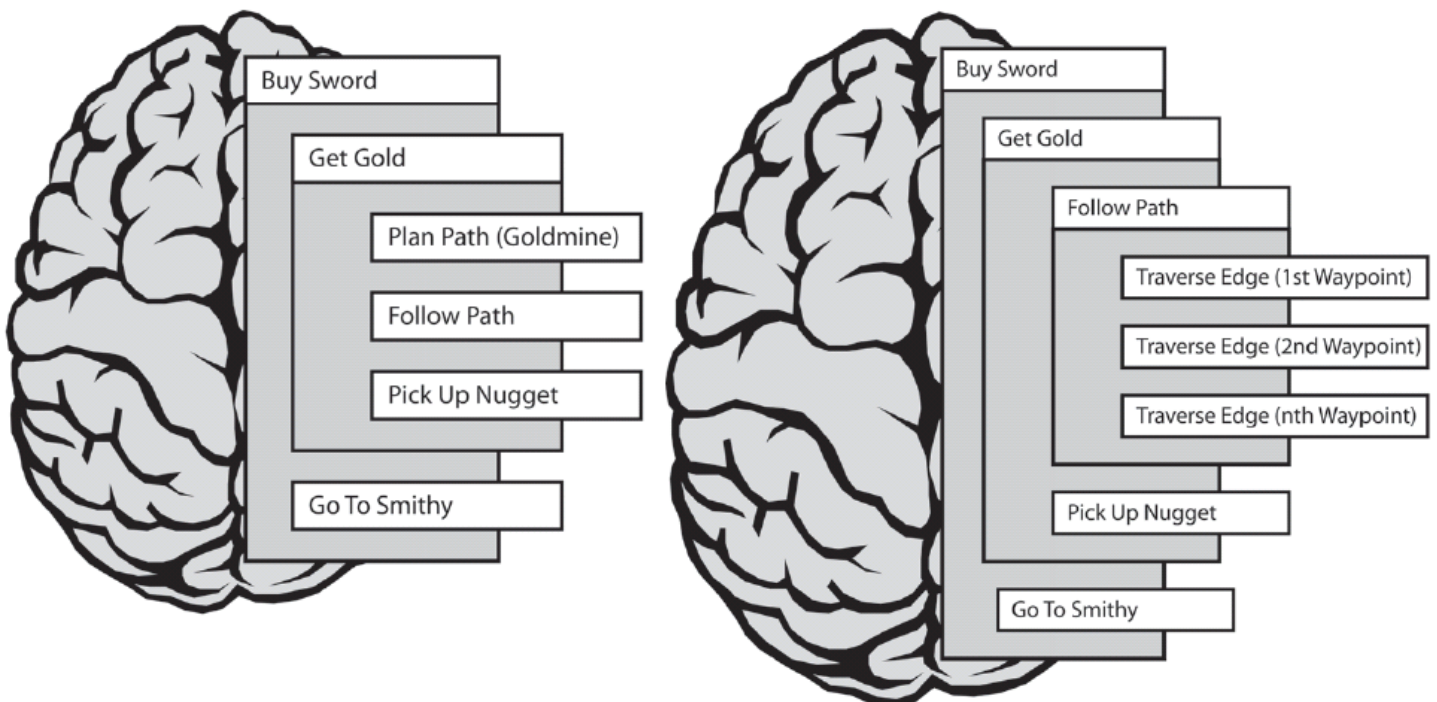 Buy Sword
Get Gold
Plan Path (Goldmine)
Follow Path
Pick Up Nugget
Go To Smithy
Buy Sword
Get Gold
Follow Path
Traverse Edge (1st Waypoint)
Traverse Edge (2nd Waypoint)
Traverse Edge (nth Waypoint)
Pick Up Nugget
Go To Smithy